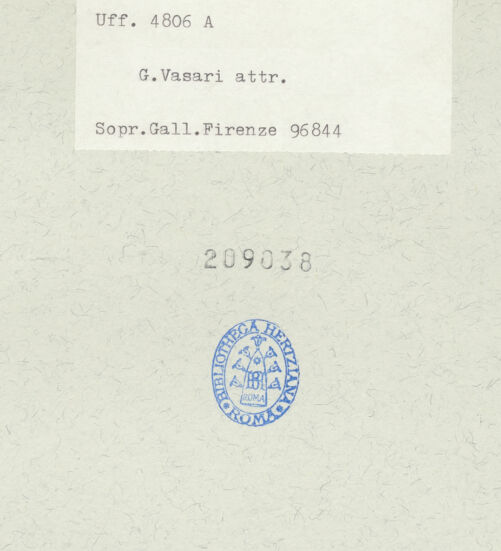 Uff. 4806 A
G.Vasari attr.
Sopr.Gall.Firenze 96844
209038
BIBLIOTHECA HERTZIANA
ROMA
ROMA